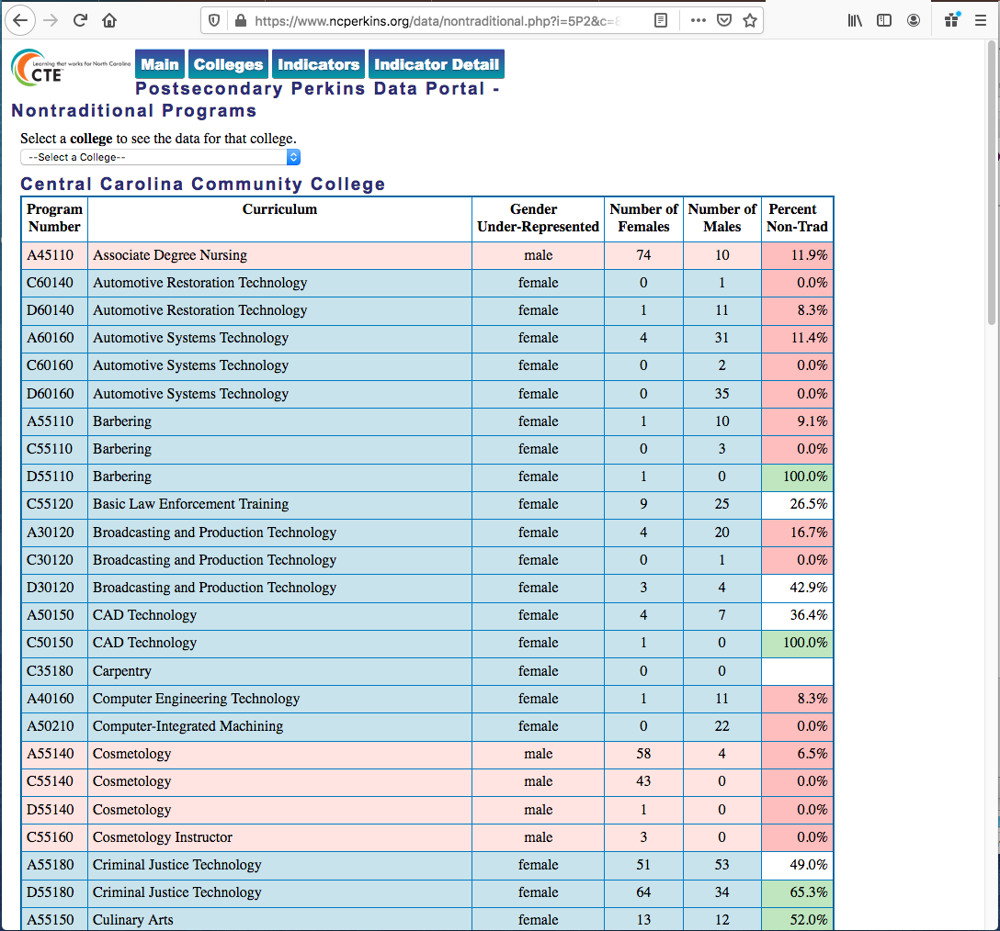 https://www.ncperkins.org/data/nontraditional.php?i=5P2&c=8
Learning that works for North Carolina
CTE
Main Colleges Indicators Indicator Detail
Postsecondary Perkins Data Portal -
Nontraditional Programs
Select a college to see the data for that college.
--Select a College--
Central Carolina Community College
Program Number Curriculum Gender Under-Represented Number of Females Number of Males Percent Non-Trad
A45110 Associate Degree Nursing male 74 10 11.9%
C60140 Automotive Restoration Technology female 0 1 0.0%
D60140 Automotive Restoration Technology female 1 11 8.3%
A60160 Automotive Systems Technology female 4 31 11.4%
C60160 Automotive Systems Technology female 0 2 0.0%
D60160 Automotive Systems Technology female 0 35 0.0%
A55110 Barbering female 1 10 9.1%
C55110 Barbering female 0 3 0.0%
D55110 Barbering female 1 0 100.0%
C55120 Basic Law Enforcement Training female 9 25 26.5%
A30120 Broadcasting and Production Technology female 4 20 16.7%
C30120 Broadcasting and Production Technology female 0 1 0.0%
D30120 Broadcasting and Production Technology female 3 4 42.9%
A50150 CAD Technology female 4 7 36.4%
C50150 CAD Technology female 1 0 100.0%
C35180 Carpentry female 0 0
A40160 Computer Engineering Technology female 1 11 8.3%
A50210 Computer-Integrated Machining female 0 22 0.0%
A55140 Cosmetology male 58 4 6.5%
C55140 Cosmetology male 43 0 0.0%
D55140 Cosmetology male 1 0 0.0%
C55160 Cosmetology Instructor male 3 0 0.0%
A55180 Criminal Justice Technology female 51 53 49.0%
D55180 Criminal Justice Technology female 64 34 65.3%
A55150 Culinary Arts female 13 12 52.0%